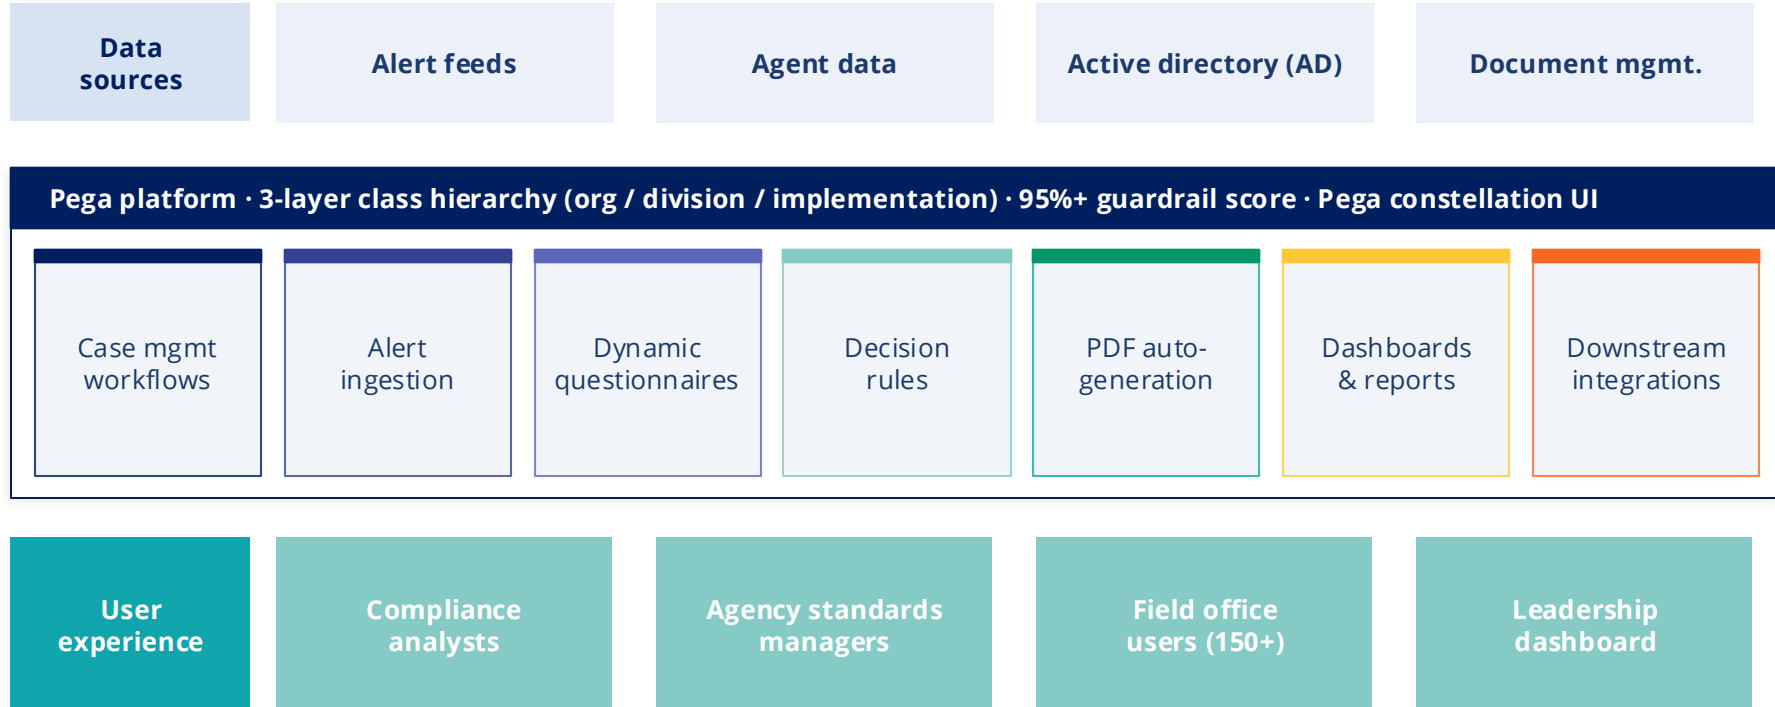 Data
sources
Alert feeds
Agent data
Active directory (AD)
Document mgmt.
Pega platform · 3-layer class hierarchy (org / division / implementation) · 95%+ guardrail score · Pega constellation UI
Case mgmt
workflows
Alert
ingestion
Dynamic
questionnaires
Decision
rules
PDF auto-
generation
Dashboards
& reports
Downstream
integrations
User
experience
Compliance
analysts
Agency standards
managers
Field office
users (150+)
Leadership
dashboard